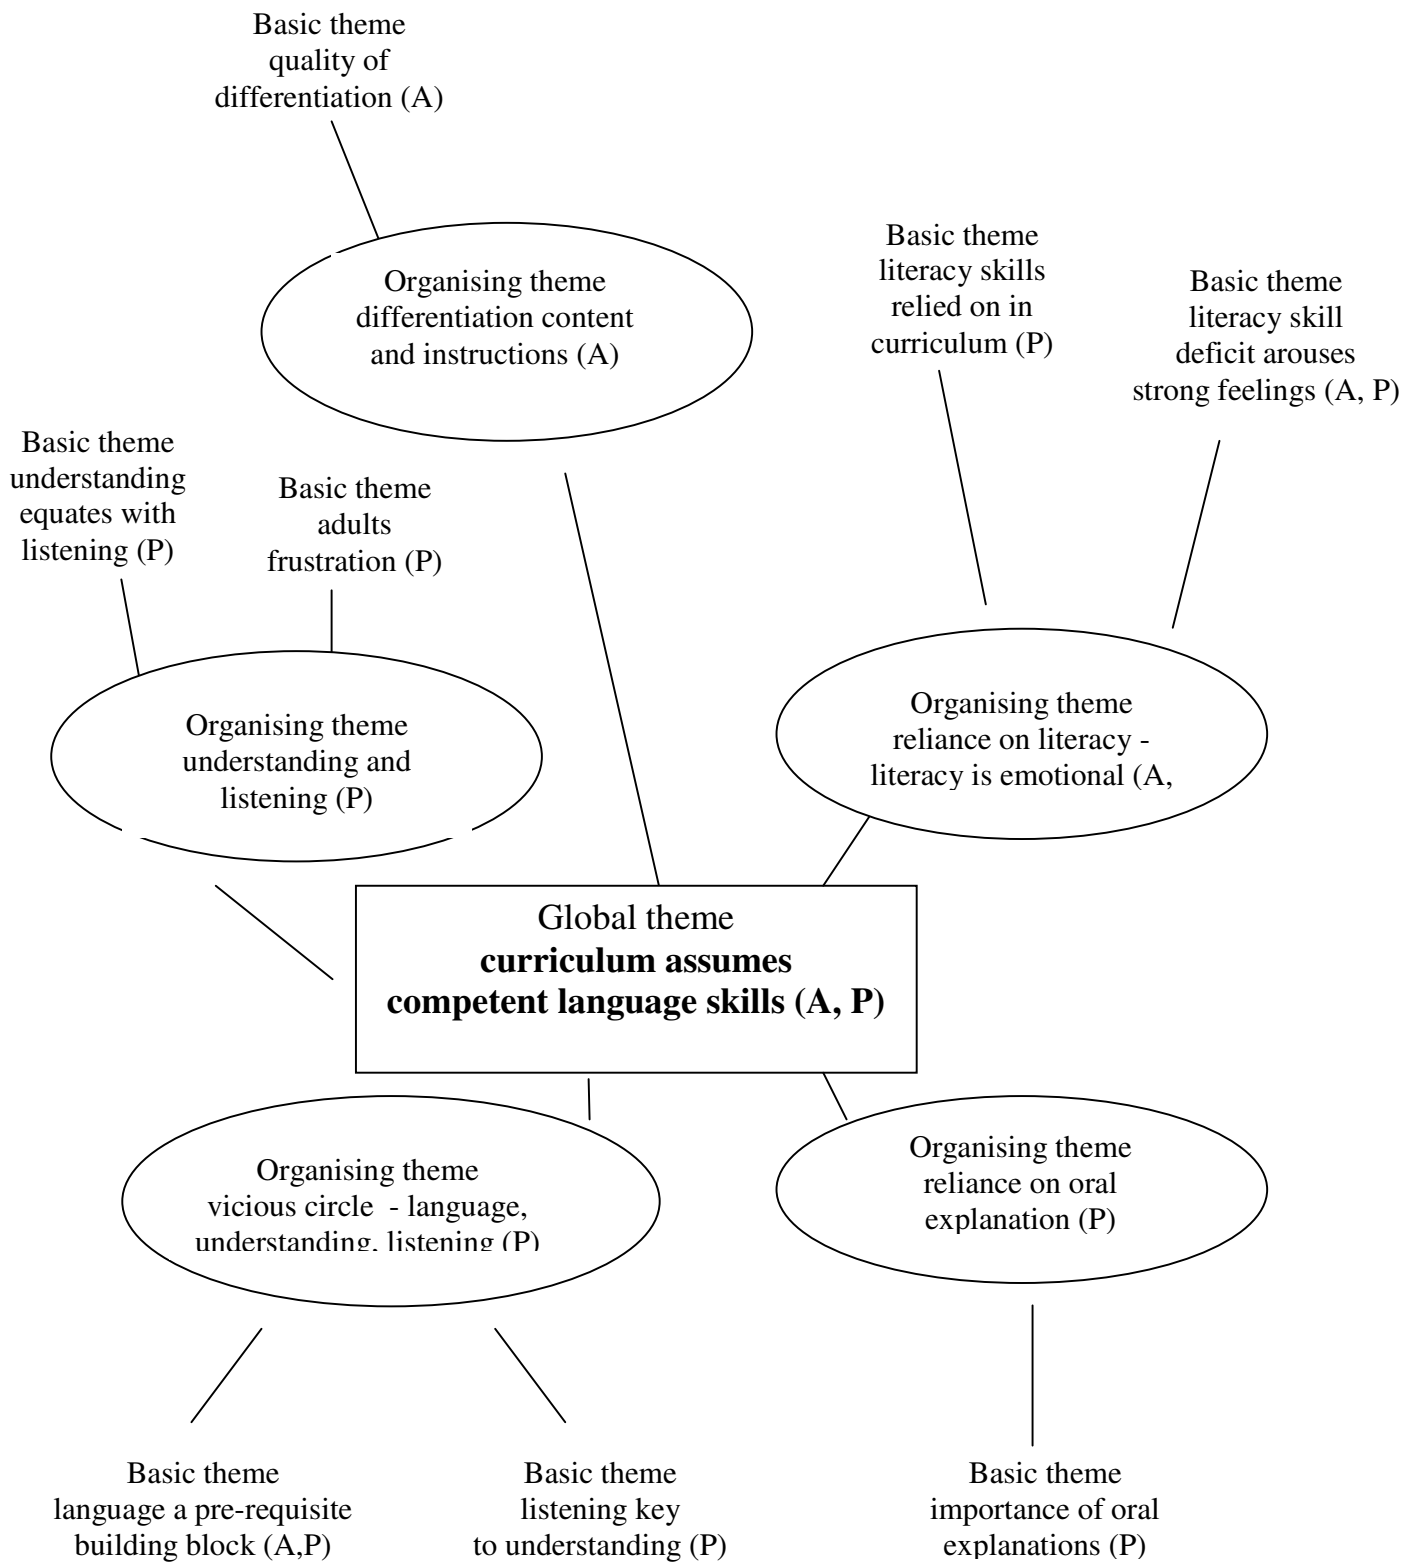 Basic theme
quality of
differentiation (A)
Organising theme
differentiation content
and instructions (A)
Basic theme
literacy skills
relied on in
curriculum (P)
Basic theme
literacy skill
deficit arouses
strong feelings (A, P)
Basic theme
understanding
equates with
listening (P)
Basic theme
adults
frustration (P)
Organising theme
understanding and
listening (P)
Organising theme
reliance on literacy -
literacy is emotional (A,
Global theme
curriculum assumes
competent language skills (A, P)
Organising theme
vicious circle - language,
understanding, listening (P)
Organising theme
reliance on oral
explanation (P)
Basic theme
language a pre-requisite
building block (A,P)
Basic theme
listening key
to understanding (P)
Basic theme
importance of oral
explanations (P)